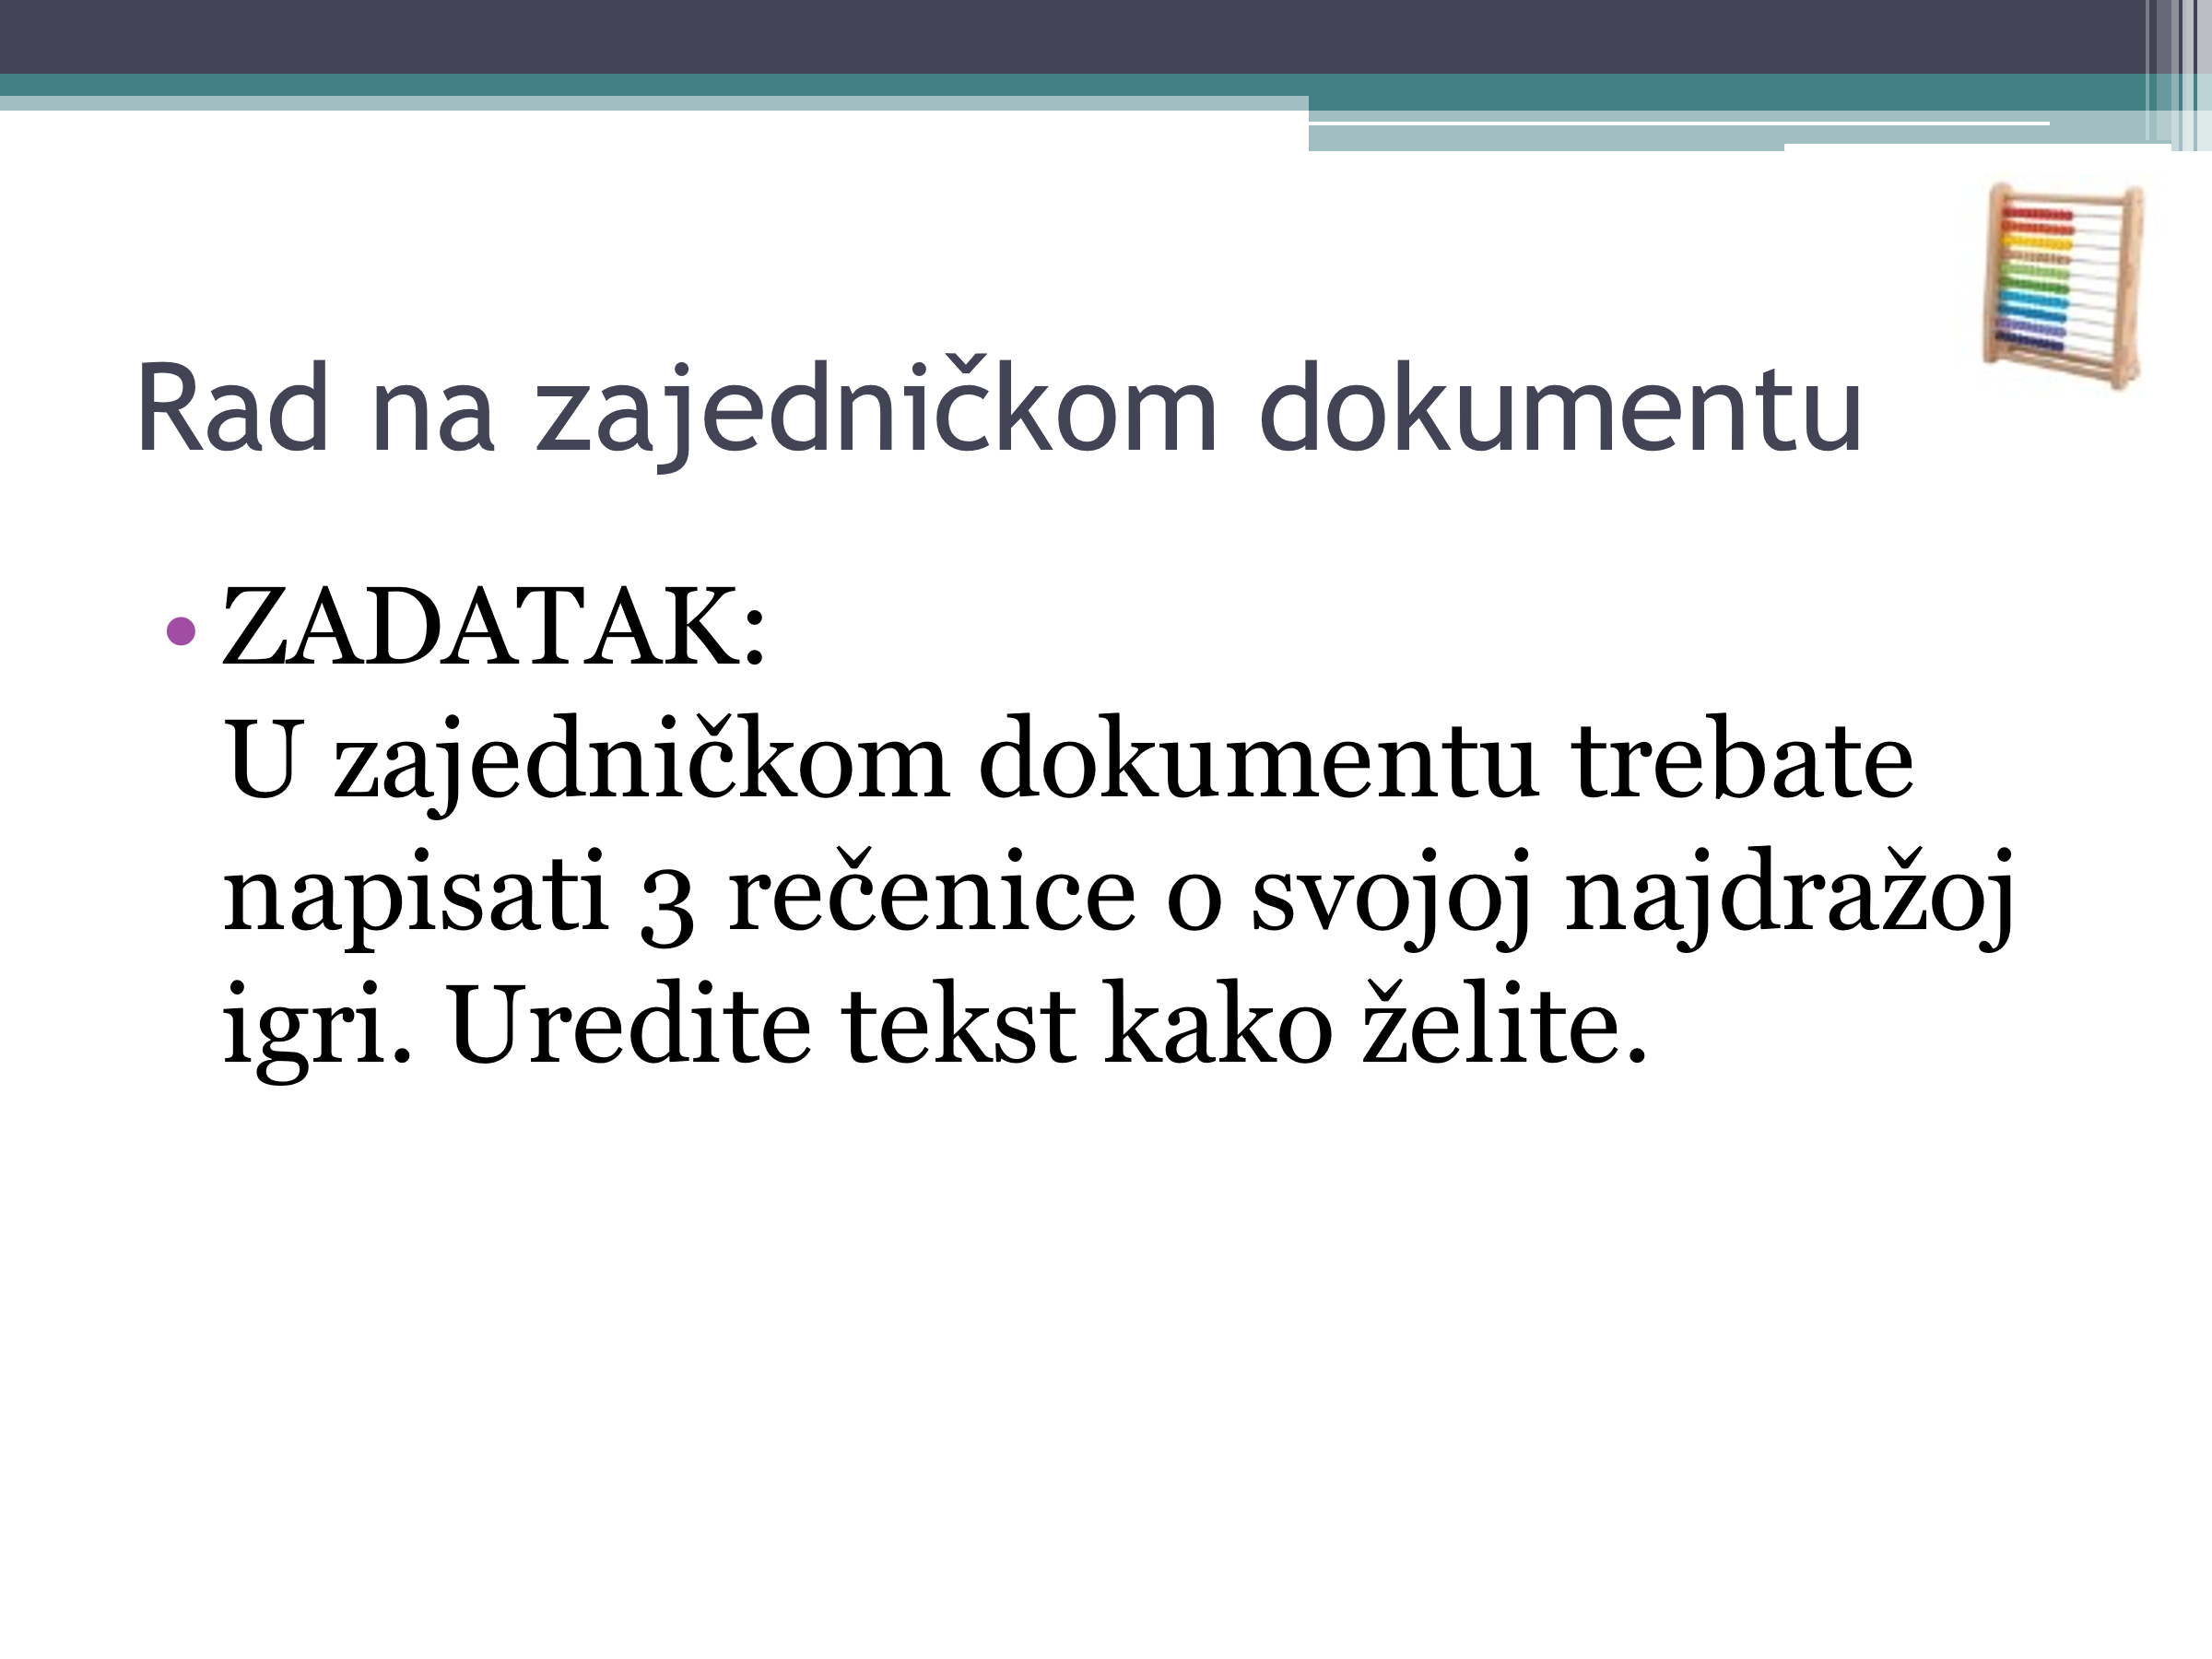 Rad na zajedničkom dokumentu
• ZADATAK:
U zajedničkom dokumentu trebate
napisati 3 rečenice o svojoj najdražoj
igri. Uredite tekst kako želite.